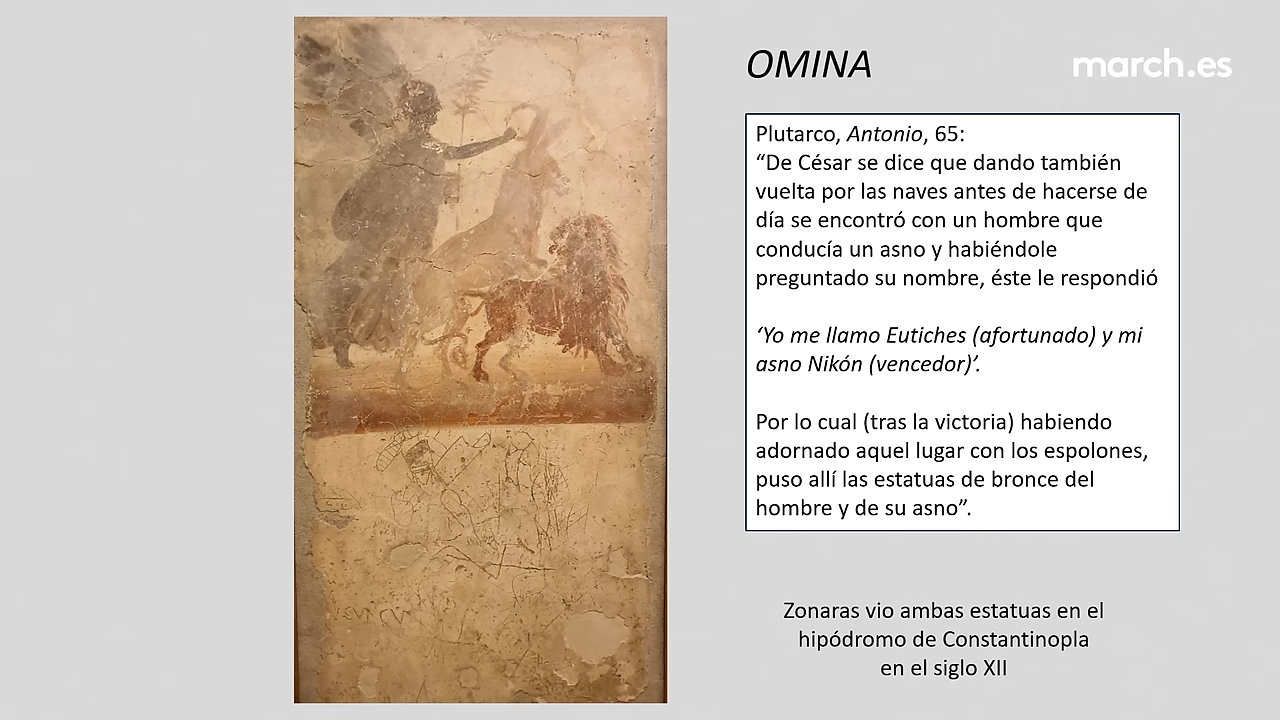 OMINA
march.es
Plutarco, Antonio, 65:
“De César se dice que dando también
vuelta por las naves antes de hacerse de
día se encontró con un hombre que
conducía un asno y habiéndole
preguntado su nombre, éste le respondió
‘Yo me llamo Eutiches (afortunado) y mi
asno Nikón (vencedor)’.
Por lo cual (tras la victoria) habiendo
adornado aquel lugar con los espolones,
puso allí las estatuas de bronce del
hombre y de su asno”.
Zonaras vio ambas estatuas en el
hipódromo de Constantinopla
en el siglo XII